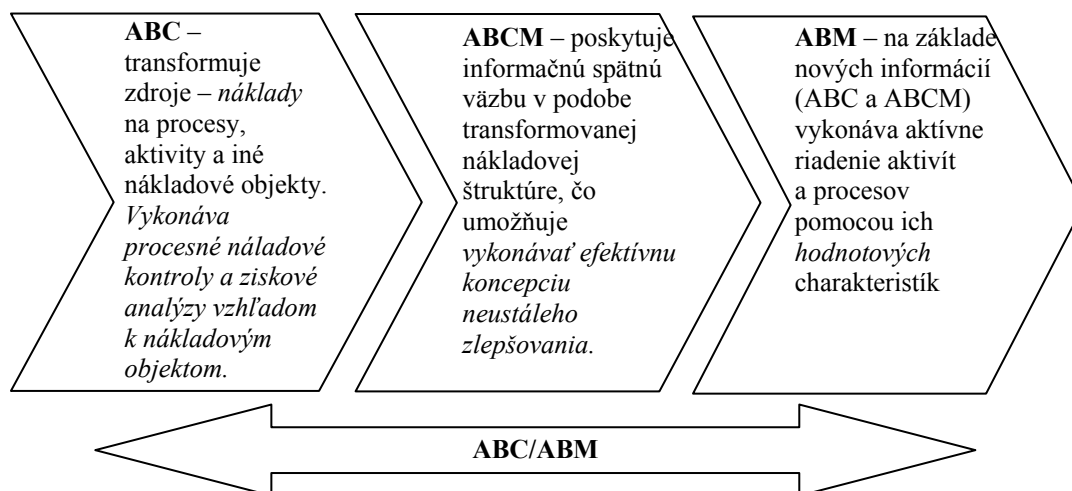 ABC –
transformuje
zdroje – náklady
na procesy,
aktivity a iné
nákladové objekty.
Vykonáva
procesné náladové
kontroly a ziskové
analýzy vzhľadom
k nákladovým
objektom.
ABCM – poskytuje
informačnú spätnú
väzbu v podobe
transformovanej
nákladovej
štruktúre, čo
umožňuje
vykonávať efektívnu
koncepciu
neustáleho
zlepšovania.
ABM – na základe
nových informácií
(ABC a ABCM)
vykonáva aktívne
riadenie aktivít
a procesov
pomocou ich
hodnotových
charakteristík
ABC/ABM